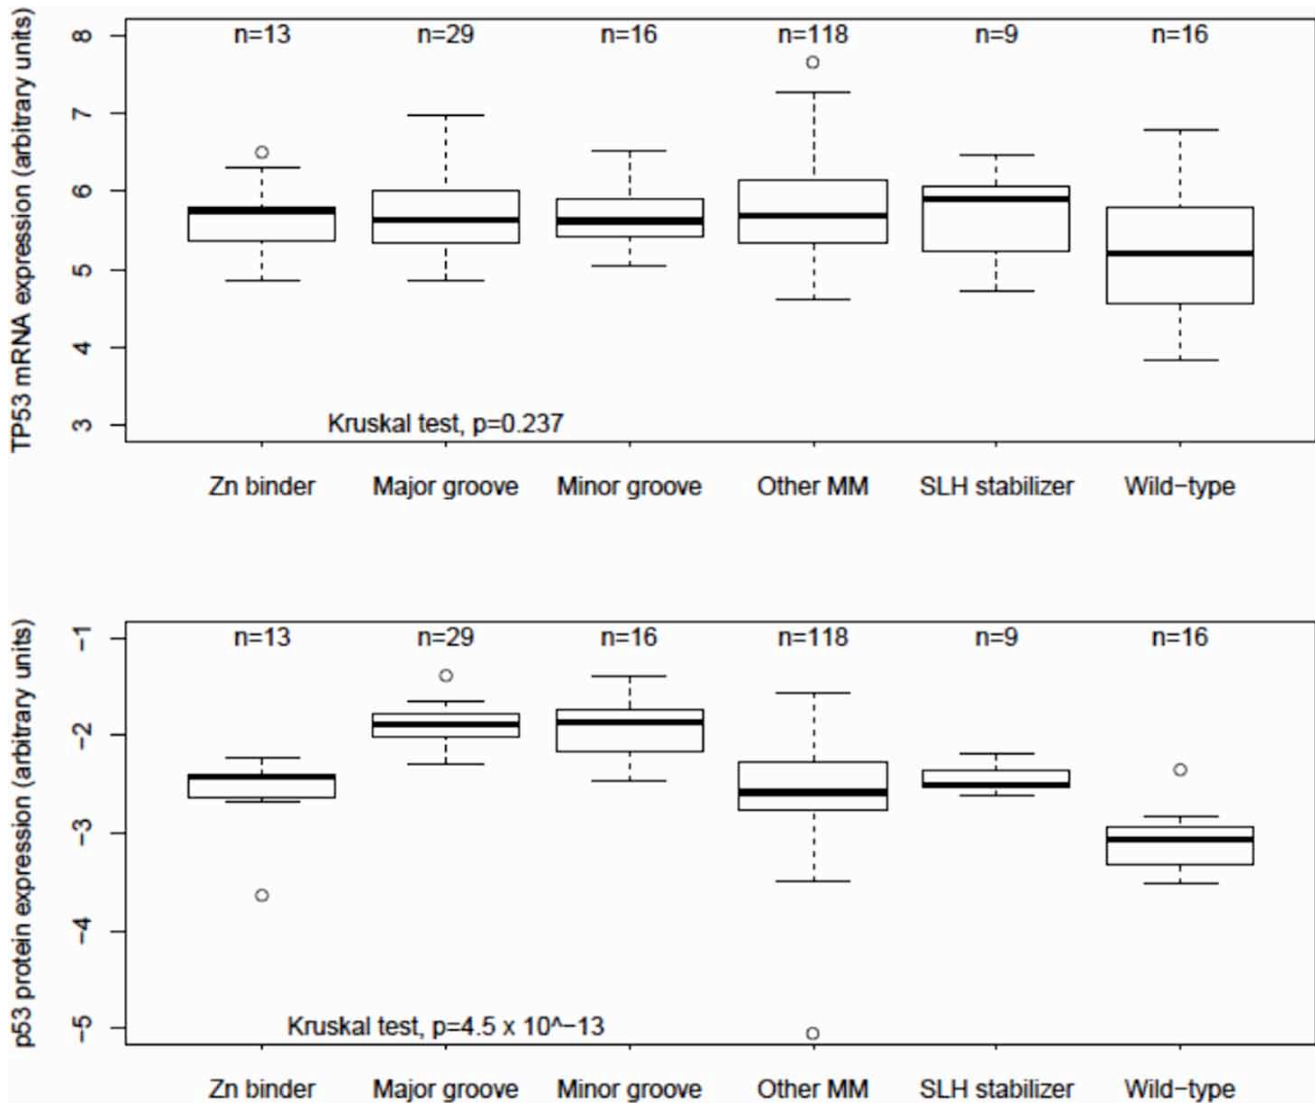 TP53 mRNA expression (arbitrary units)
8
7
6
5
4
3
n=13 n=29 n=16 n=118 n=9 n=16
Kruskal test, p=0.237
Zn binder Major groove Minor groove Other MM SLH stabilizer Wild−type
p53 protein expression (arbitrary units)
−1
−2
−3
−4
−5
n=13 n=29 n=16 n=118 n=9 n=16
Kruskal test, p=4.5 x 10^−13
Zn binder Major groove Minor groove Other MM SLH stabilizer Wild−type